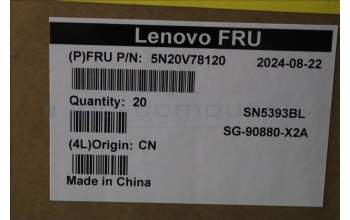 Lenovo FRU
(P)FRU P/N: 5N20V78120
2024-08-22
Quantity: 20
SN5393BL
SG-90880-X2A
(4L)Origin: CN
Made in China